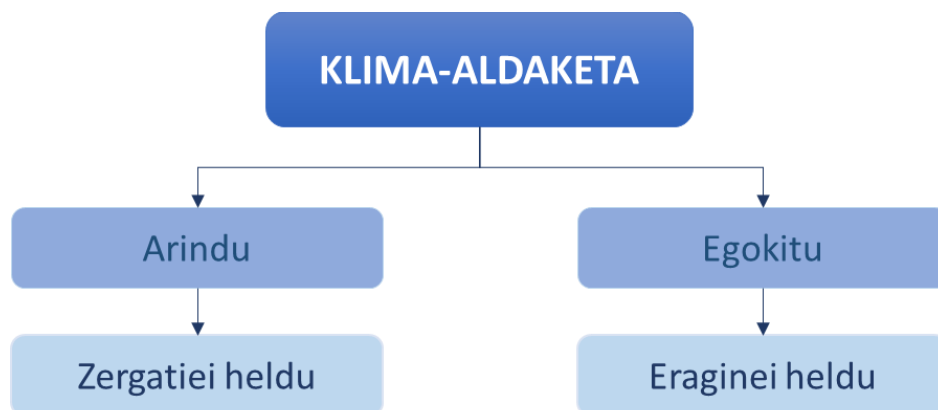 KLIMA-ALDAKETA
Arindu
Egokitu
Zergatiei heldu
Eraginei heldu